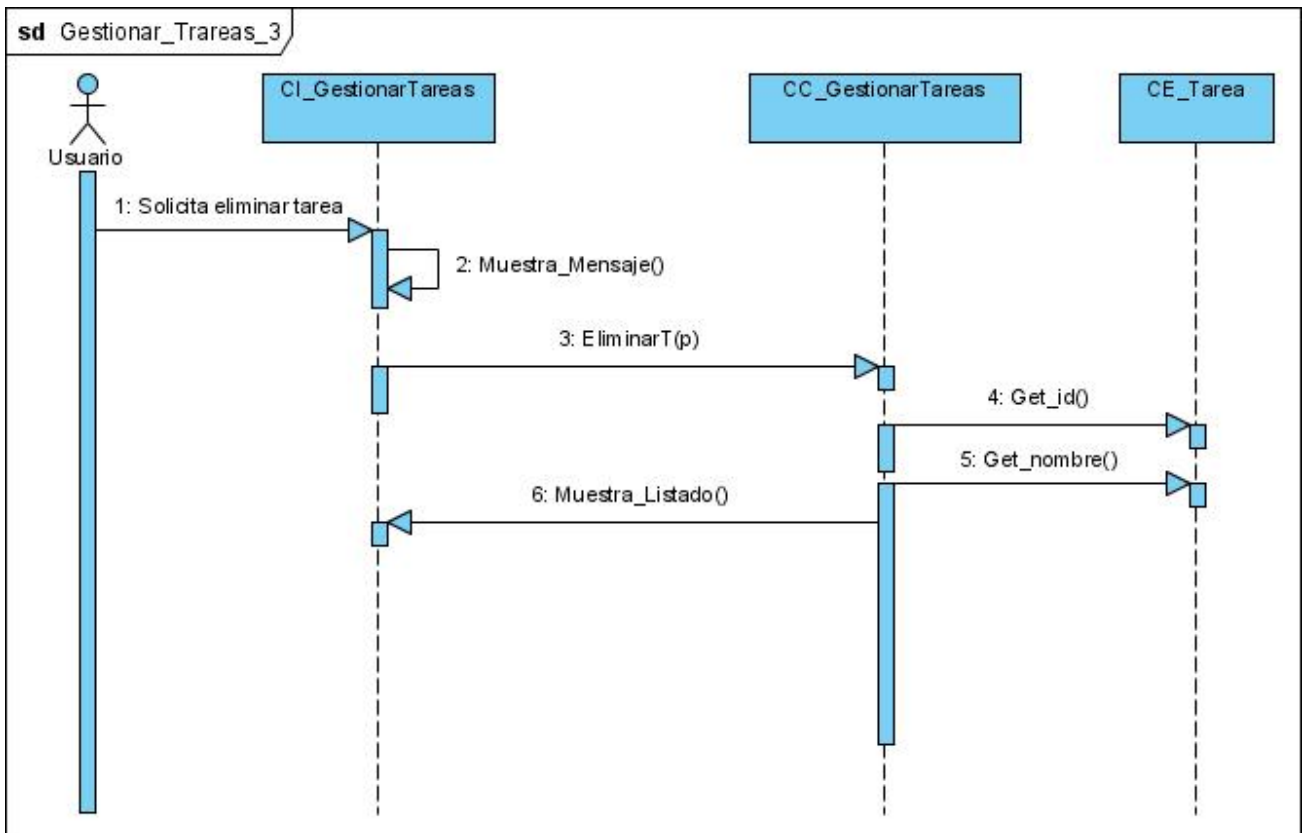 sd Gestionar_Trareas_3
CI_GestionarTareas
CC_GestionarTareas
CE_Tarea
Usuario
1: Solicita eliminar tarea
2: Muestra_Mensaje()
3: EliminarT(p)
4: Get_id()
5: Get_nombre()
6: Muestra_Listado()